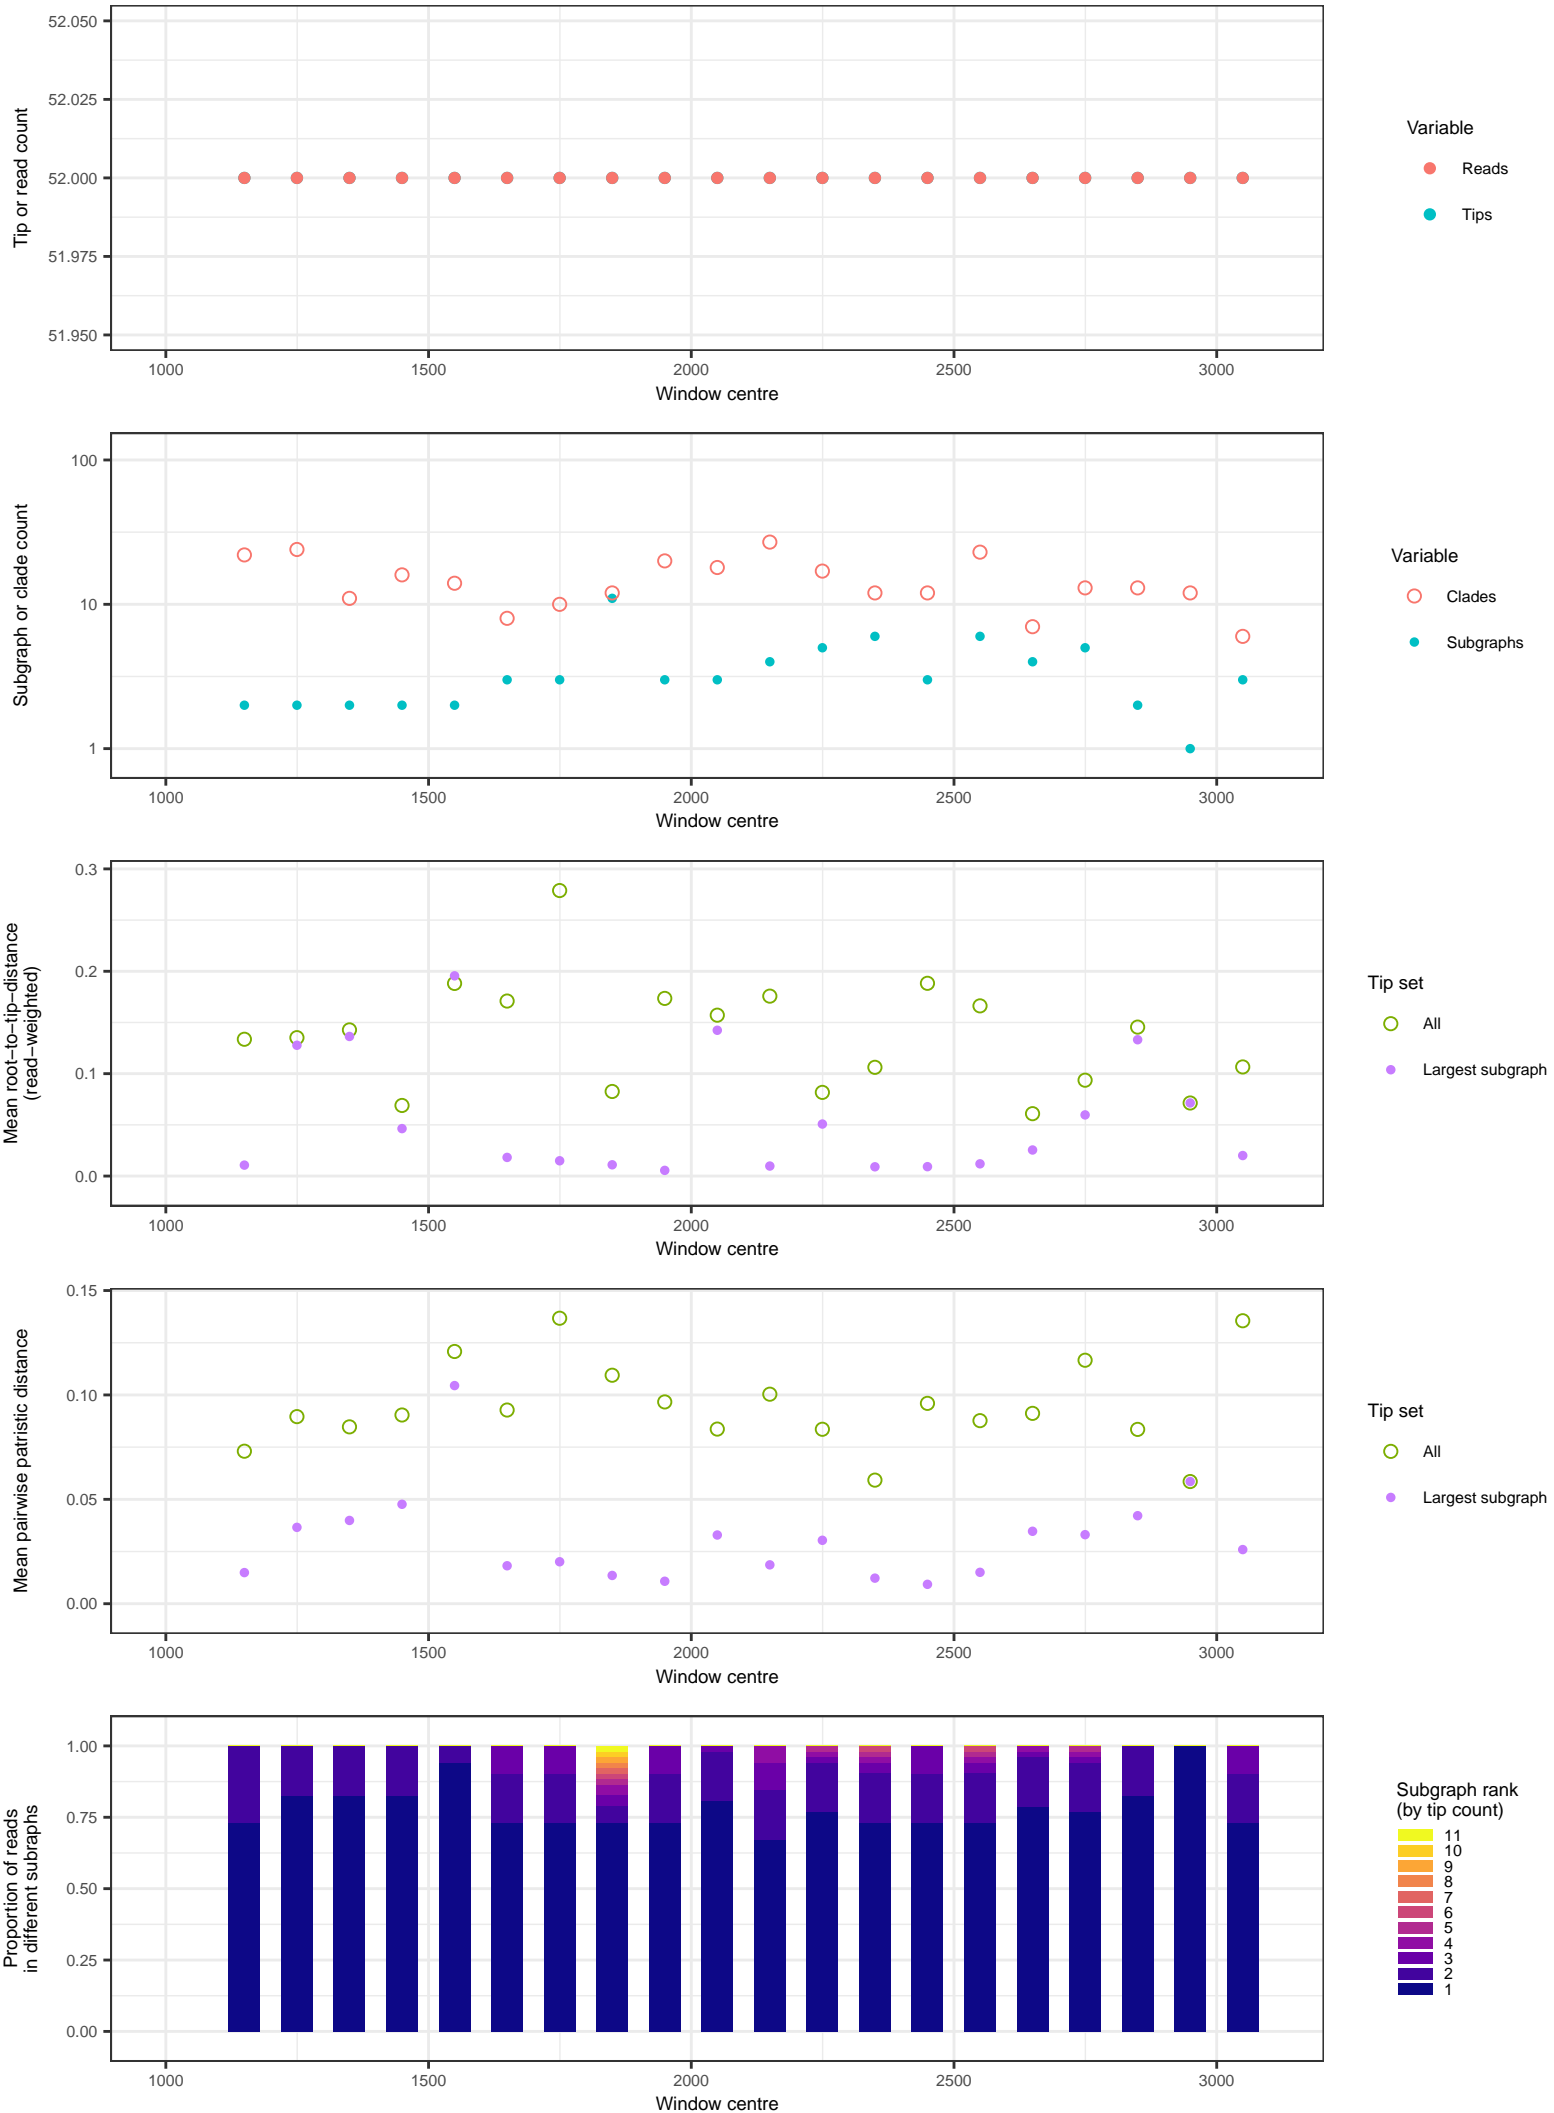 52.050
52.025
52.000
51.975
51.950
Tip or read count
1000 1500 2000 2500 3000
Window centre
Variable
Reads
Tips
100
10
1
Subgraph or clade count
1000 1500 2000 2500 3000
Window centre
Variable
Clades
Subgraphs
0.3
0.2
0.1
0.0
Mean root−to−tip−distance
(read−weighted)
1000 1500 2000 2500 3000
Window centre
Tip set
All
Largest subgraph
0.15
0.10
0.05
0.00
Mean pairwise patristic distance
1000 1500 2000 2500 3000
Window centre
Tip set
All
Largest subgraph
1.00
0.75
0.50
0.25
0.00
Proportion of reads
in different subraphs
1000 1500 2000 2500 3000
Window centre
Subgraph rank
(by tip count)
11
10
9
8
7
6
5
4
3
2
1